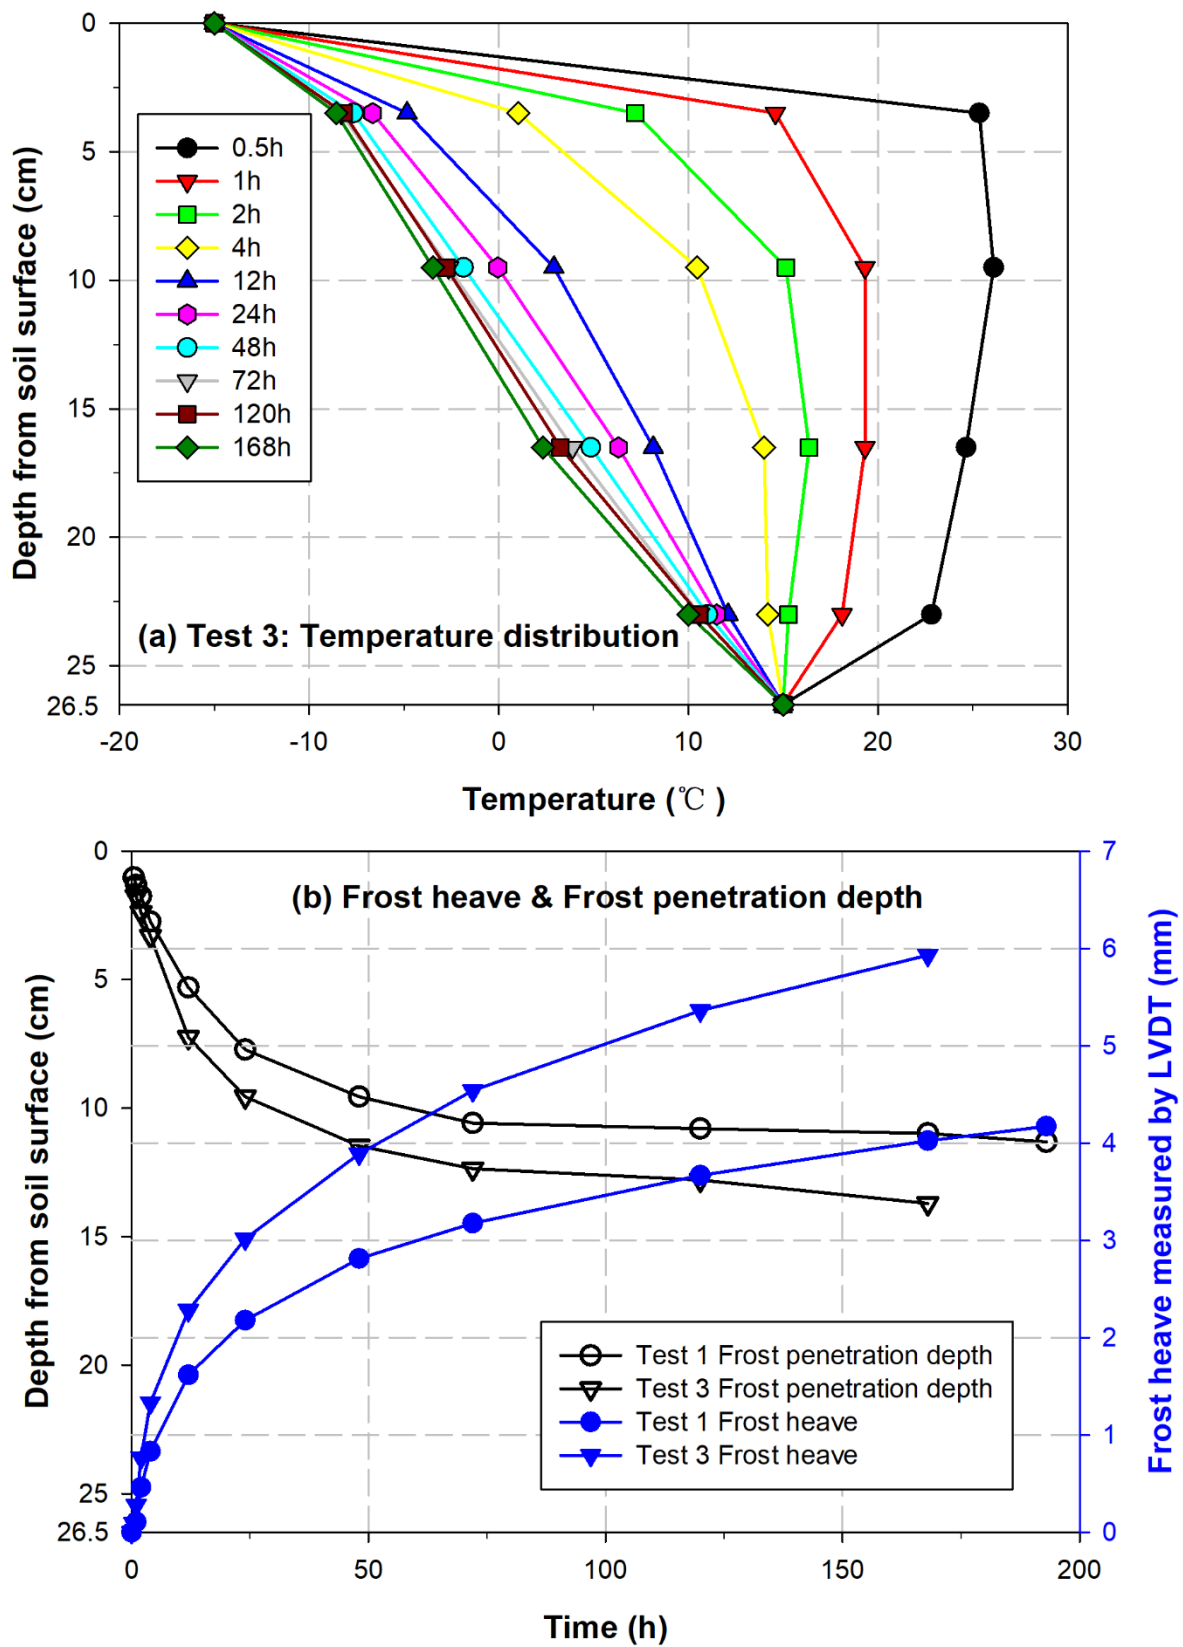 0
5
10
15
20
25
26.5
Depth from soil surface (cm)
0.5h
1h
2h
4h
12h
24h
48h
72h
120h
168h
(a) Test 3: Temperature distribution
-20
-10
0
10
20
30
Temperature (℃ )
0
5
10
15
20
25
26.5
Depth from soil surface (cm)
(b) Frost heave & Frost penetration depth
7
6
5
4
3
2
1
0
Frost heave measured by LVDT (mm)
Test 1 Frost penetration depth
Test 3 Frost penetration depth
Test 1 Frost heave
Test 3 Frost heave
0
50
100
150
200
Time (h)